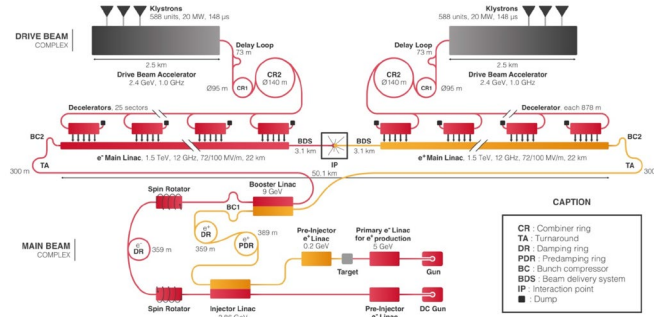 Klystrons
588 units, 20 MW, 148 µs
Klystrons
588 units, 20 MW, 148 µs
DRIVE BEAM
COMPLEX
Delay Loop
73 m
Delay Loop
73 m
CR2
Ø140 m
CR2
Ø140 m
2.5 km
2.5 km
Drive Beam Accelerator
2.4 GeV, 1.0 GHz
Drive Beam Accelerator
2.4 GeV, 1.0 GHz
Ø95 m
CR1
CR1
Ø95 m
Decelerators, 25 sectors
Decelerator each 878 m
BC2
BDS
3.1 km
IP
BDS
3.1 km
BC2
e⁻ Main Linac, 1.5 TeV, 12 GHz, 72/100 MV/m, 22 km
e⁺ Main Linac, 1.5 TeV, 12 GHz, 72/100 MV/m, 22 km
TA
TA
300 m
50.1 km
300
Booster Linac
9 GeV
Spin Rotator
BC1
MAIN BEAM
COMPLEX
e⁻
DR
359 m
e⁺
DR
359 m
e⁺
PDR
389 m
Pre-Injector
e⁺ Linac
0.2 GeV
Primary e⁻ Linac
for e⁺ production
5 GeV
Target
Gun
Spin Rotator
Injector Linac
Pre-Injector
e⁻ Linac
DC Gun
CAPTION
CR : Combiner ring
TA : Turnaround
DR : Damping ring
PDR : Predamping ring
BC : Bunch compressor
BDS : Beam delivery system
IP : Interaction point
: Dump